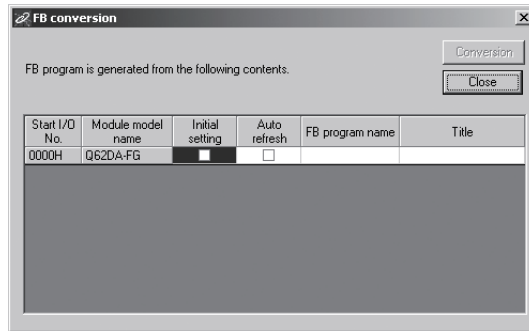 FB conversion
Conversion
FB program is generated from the following contents.
Close
Start I/O No. Module model name Initial setting Auto refresh FB program name Title
0000H Q62DA-FG